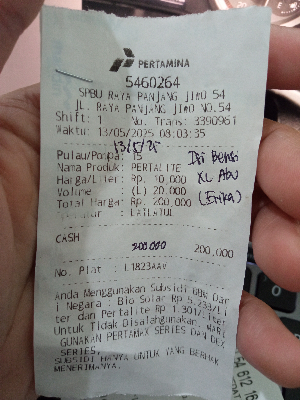 PERTAMINA
5460264
SPBU RAYA PANJANG JIWO 54
JL. RAYA PANJANG JIWO NO.54
Shift: 1 No. Trans: 3390961
Waktu: 13/05/2025 08:03:35
13/5/25
Pulau/Pompa: 15
Nama Produk: PERTALITE
Harga/Liter: Rp. 10,000
Volume : (L) 20.000
Total Harga: Rp. 200,000
Operator : LAILATUL
XL Abu
(Erika)
CASH 200,000
200.000
No. Plat : L1823AAV
Anda Menggunakan Subsidi BBM Dar
i Negara : Bio Solar Rp 5.233/Li
ter dan Pertalite Rp 1.301/Liter
Untuk Tidak Disalahgunakan. MARI
GUNAKAN PERTAMAX SERIES DAN DEX
SERIES.
SUBSIDI HANYA UNTUK YANG BERHAK
MENERIMANYA.